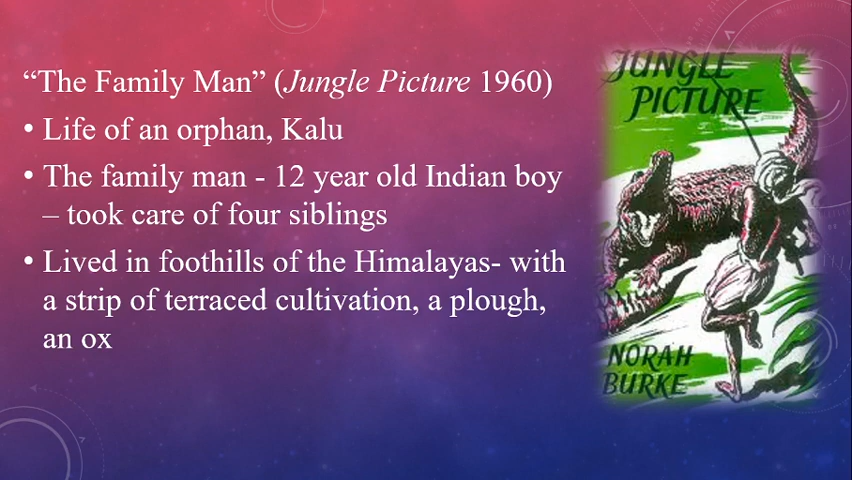 “The Family Man” (Jungle Picture 1960)
• Life of an orphan, Kalu
• The family man - 12 year old Indian boy
– took care of four siblings
• Lived in foothills of the Himalayas- with
a strip of terraced cultivation, a plough,
an ox
JUNGLE
PICTURE
NORAH
BURKE